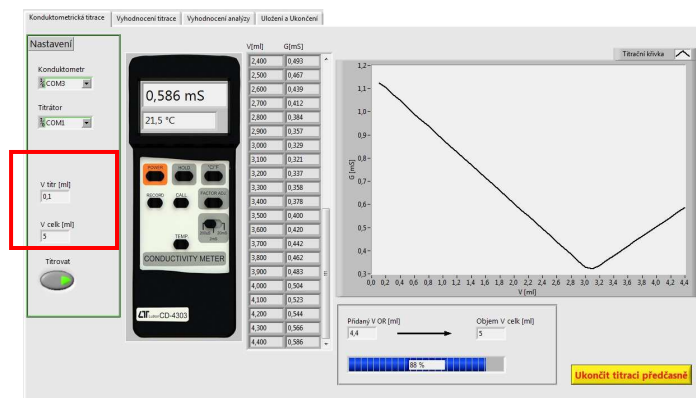 Konduktometrická titrace Vyhodnocení titrace Vyhodnocení analýzy Uložení a Ukončení
Nastavení
Konduktometr
COM3
Titrátor
COM1
V titr [ml]
0,1
V celk [ml]
5
Titrovat
0,586 mS
21,5 °C
POWER HOLD
RECORD CALL FACTOR ADJ.
TEMP.
CONDUCTIVITY METER
CD-4303
V[ml] G[mS]
2,400 0,493
2,500 0,467
2,600 0,439
2,700 0,412
2,800 0,384
2,900 0,357
3,000 0,329
3,100 0,321
3,200 0,337
3,300 0,358
3,400 0,378
3,500 0,400
3,600 0,420
3,700 0,442
3,800 0,462
3,900 0,483
4,000 0,504
4,100 0,523
4,200 0,544
4,300 0,566
4,400 0,586
Titrační křivka
G [mS]
1,2
1,1
1,0
0,9
0,8
0,7
0,6
0,5
0,4
0,3
0,0 0,2 0,4 0,6 0,8 1,0 1,2 1,4 1,6 1,8 2,0 2,2 2,4 2,6 2,8 3,0 3,2 3,4 3,6 3,8 4,0 4,2 4,4
V [ml]
Přidaný V OR [ml] Objem V celk [ml]
4,4 5
88 %
Ukončit titraci předčasně